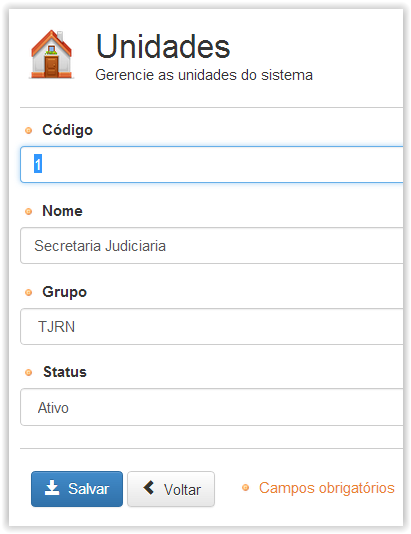 Unidades
Gerencie as unidades do sistema
Código
1
Nome
Secretaria Judiciaria
Grupo
TJRN
Status
Ativo
Salvar Voltar Campos obrigatórios